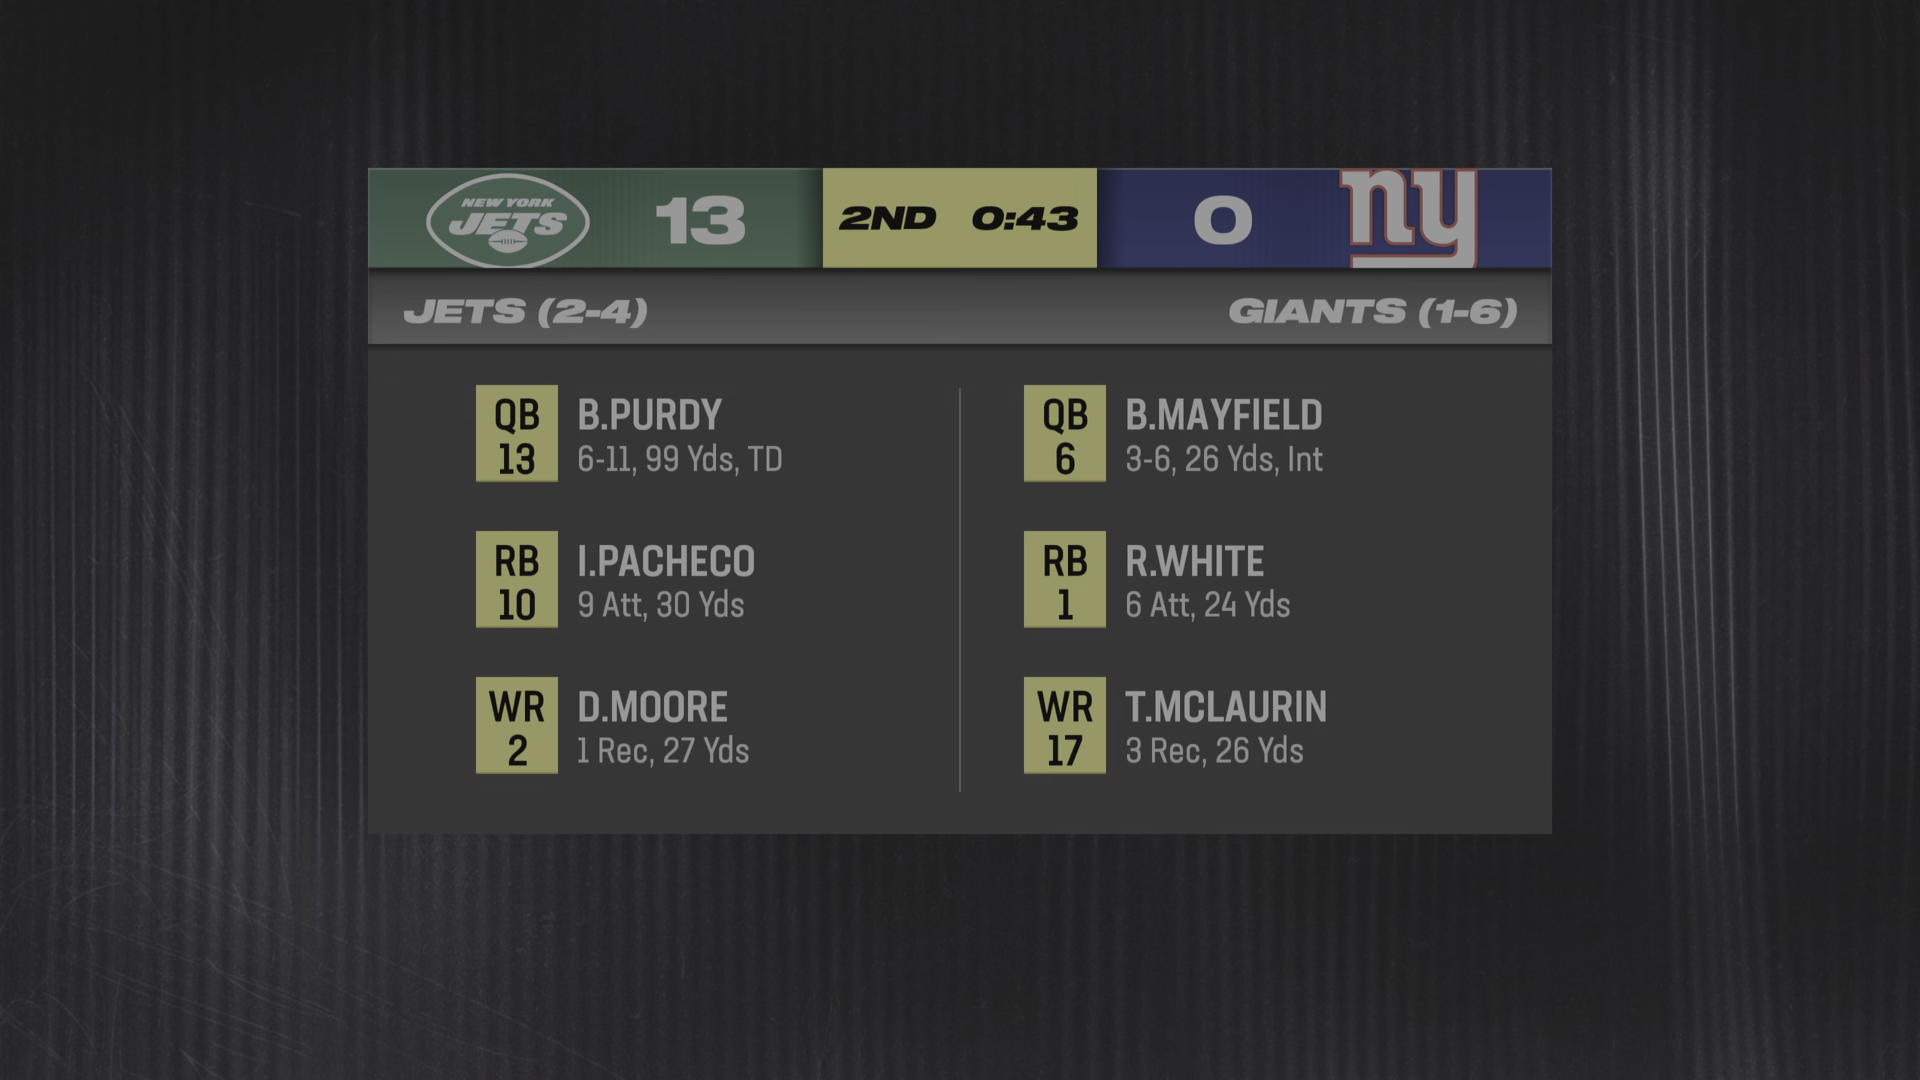 NEW YORK
JETS
13
2ND 0:43
0
ny
JETS (2-4)
GIANTS (1-6)
QB
13
B.PURDY
6-11, 99 Yds, TD
RB
10
I.PACHECO
9 Att, 30 Yds
WR
2
D.MOORE
1 Rec, 27 Yds
QB
6
B.MAYFIELD
3-6, 26 Yds, Int
RB
1
R.WHITE
6 Att, 24 Yds
WR
17
T.MCLAURIN
3 Rec, 26 Yds